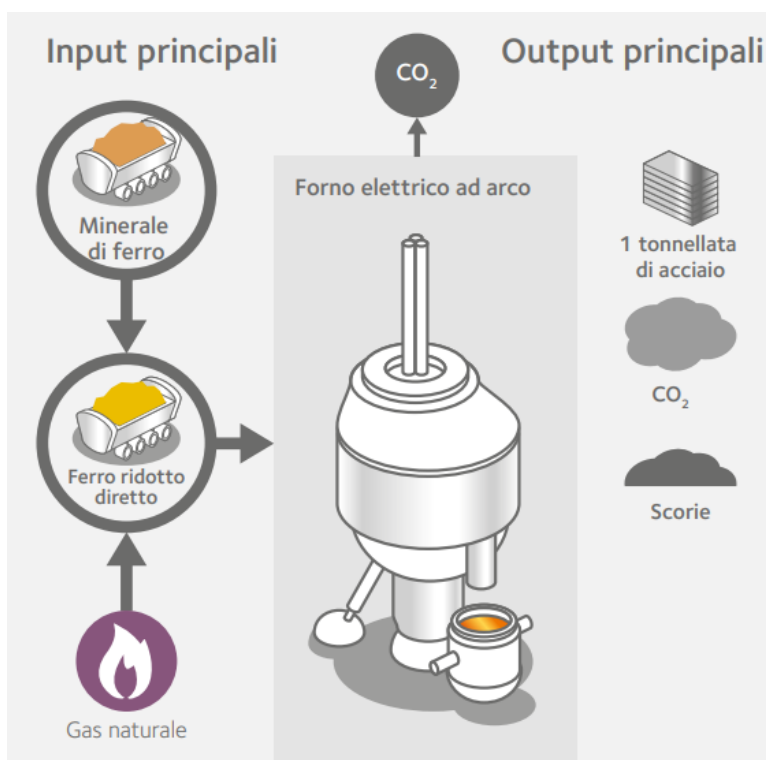 Input principali
Output principali
CO₂
Forno elettrico ad arco
Minerale
di ferro
Ferro ridotto
diretto
Gas naturale
1 tonnellata
di acciaio
CO₂
Scorie